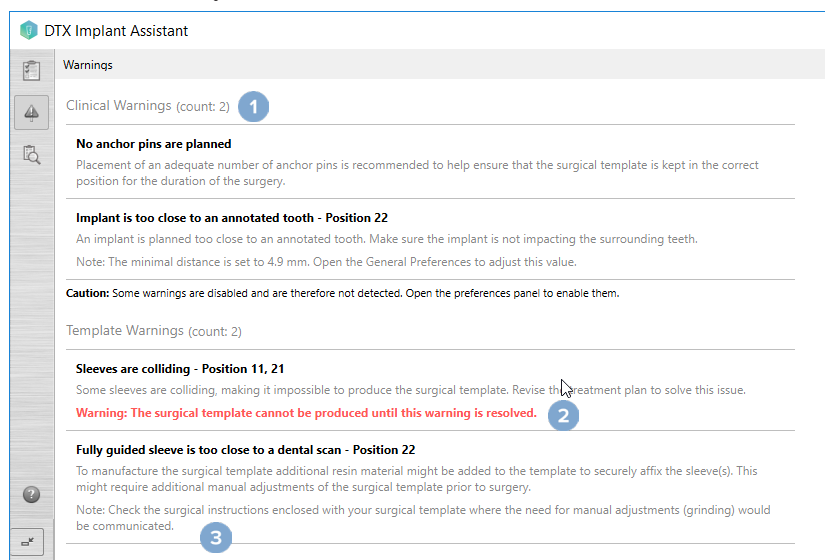 DTX Implant Assistant
Warnings
Clinical Warnings (count: 2) 1
No anchor pins are planned
Placement of an adequate number of anchor pins is recommended to help ensure that the surgical template is kept in the correct
position for the duration of the surgery.
Implant is too close to an annotated tooth - Position 22
An implant is planned too close to an annotated tooth. Make sure the implant is not impacting the surrounding teeth.
Note: The minimal distance is set to 4.9 mm. Open the General Preferences to adjust this value.
Caution: Some warnings are disabled and are therefore not detected. Open the preferences panel to enable them.
Template Warnings (count: 2)
Sleeves are colliding - Position 11, 21
Some sleeves are colliding, making it impossible to produce the surgical template. Revise the treatment plan to solve this issue.
Warning: The surgical template cannot be produced until this warning is resolved. 2
Fully guided sleeve is too close to a dental scan - Position 22
To manufacture the surgical template additional resin material might be added to the template to securely affix the sleeve(s). This
might require additional manual adjustments of the surgical template prior to surgery.
Note: Check the surgical instructions enclosed with your surgical template where the need for manual adjustments (grinding) would
be communicated. 3
?